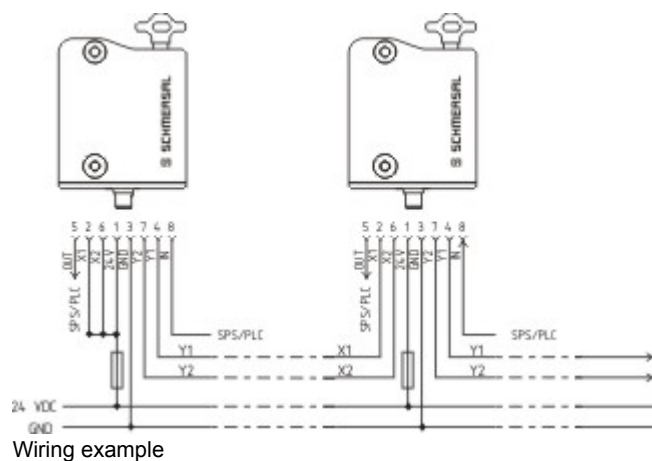 SCHMERSAL
SCHMERSAL
5 2 6 1 3 7 4 8
5 2 6 1 3 7 4 8
OUT
X1
X2
24V
GND
Y2
Y1
IN
OUT
X1
X2
24V
GND
Y2
Y1
IN
SPS/PLC
SPS/PLC
SPS/PLC
SPS/PLC
Y1
X1
Y1
Y2
X2
Y2
24 VDC
GND
Wiring example